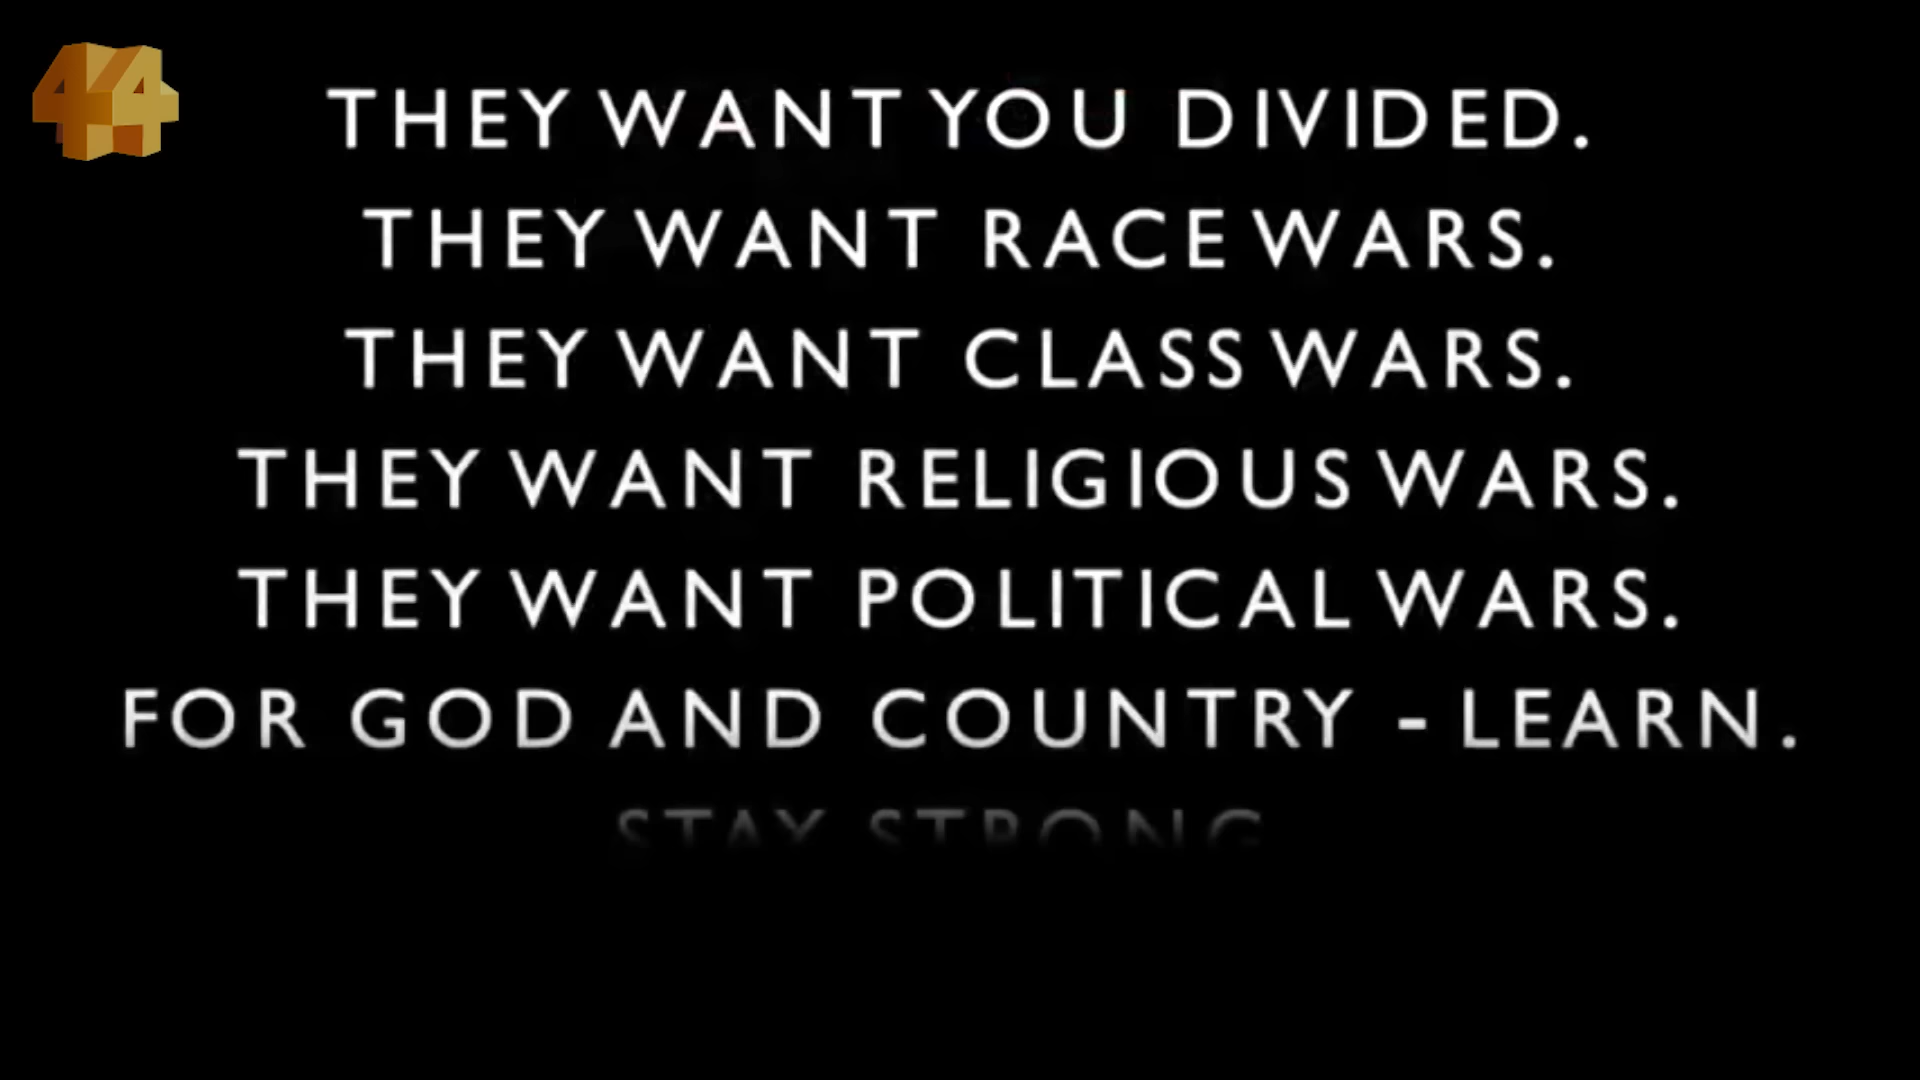 44
THEY WANT YOU DIVIDED.
THEY WANT RACE WARS.
THEY WANT CLASS WARS.
THEY WANT RELIGIOUS WARS.
THEY WANT POLITICAL WARS.
FOR GOD AND COUNTRY - LEARN.
STAY STRONG